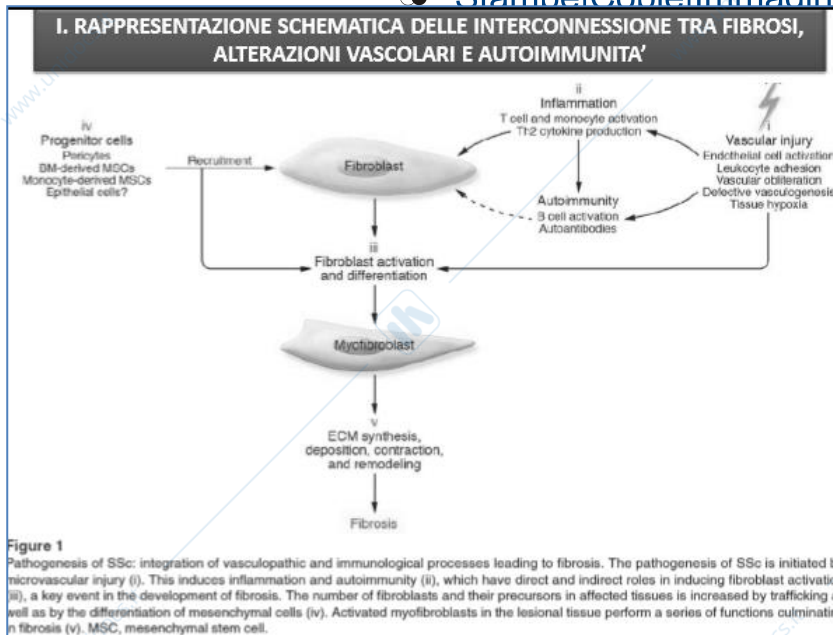 I. RAPPRESENTAZIONE SCHEMATICA DELLE INTERCONNESSIONE TRA FIBROSI,
ALTERAZIONI VASCOLARI E AUTOIMMUNITA'
iv
Progenitor cells
Pericytes
BM-derived MSCs
Monocyte-derived MSCs
Epithelial cells?
Recruitment
Fibroblast
ii
Inflammation
T cell and monocyte activation
Th2 cytokine production
Autoimmunity
B cell activation
Autoantibodies
i
Vascular injury
Endothelial cell activation
Leukocyte adhesion
Vascular obliteration
Defective vasculogenesis
Tissue hypoxia
iii
Fibroblast activation
and differentiation
Myofibroblast
v
ECM synthesis,
deposition, contraction,
and remodeling
Fibrosis
Figure 1
Pathogenesis of SSc: integration of vasculopathic and immunological processes leading to fibrosis. The pathogenesis of SSc is initiated
microvascular injury (i). This induces inflammation and autoimmunity (ii), which have direct and indirect roles in inducing fibroblast
(iii), a key event in the development of fibrosis. The number of fibroblasts and their precursors in affected tissues is increased by trafficking
well as by the differentiation of mesenchymal cells (iv). Activated myofibroblasts in the lesional tissue perform a series of functions
in fibrosis (v). MSC, mesenchymal stem cell.